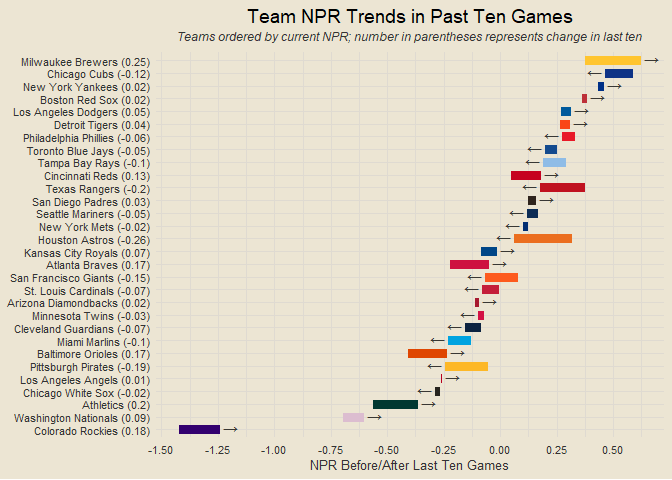 Team NPR Trends in Past Ten Games
Teams ordered by current NPR; number in parentheses represents change in last ten
Milwaukee Brewers (0.25)
Chicago Cubs (-0.12)
New York Yankees (0.02)
Boston Red Sox (0.02)
Los Angeles Dodgers (0.05)
Detroit Tigers (0.04)
Philadelphia Phillies (-0.06)
Toronto Blue Jays (-0.05)
Tampa Bay Rays (-0.1)
Cincinnati Reds (0.13)
Texas Rangers (-0.2)
San Diego Padres (0.03)
Seattle Mariners (-0.05)
New York Mets (-0.02)
Houston Astros (-0.26)
Kansas City Royals (0.07)
Atlanta Braves (0.17)
San Francisco Giants (-0.15)
St. Louis Cardinals (-0.07)
Arizona Diamondbacks (0.02)
Minnesota Twins (-0.03)
Cleveland Guardians (-0.07)
Miami Marlins (-0.1)
Baltimore Orioles (0.17)
Pittsburgh Pirates (-0.19)
Los Angeles Angels (0.01)
Chicago White Sox (-0.02)
Athletics (0.2)
Washington Nationals (0.09)
Colorado Rockies (0.18)
-1.50 -1.25 -1.00 -0.75 -0.50 -0.25 0.00 0.25 0.50
NPR Before/After Last Ten Games